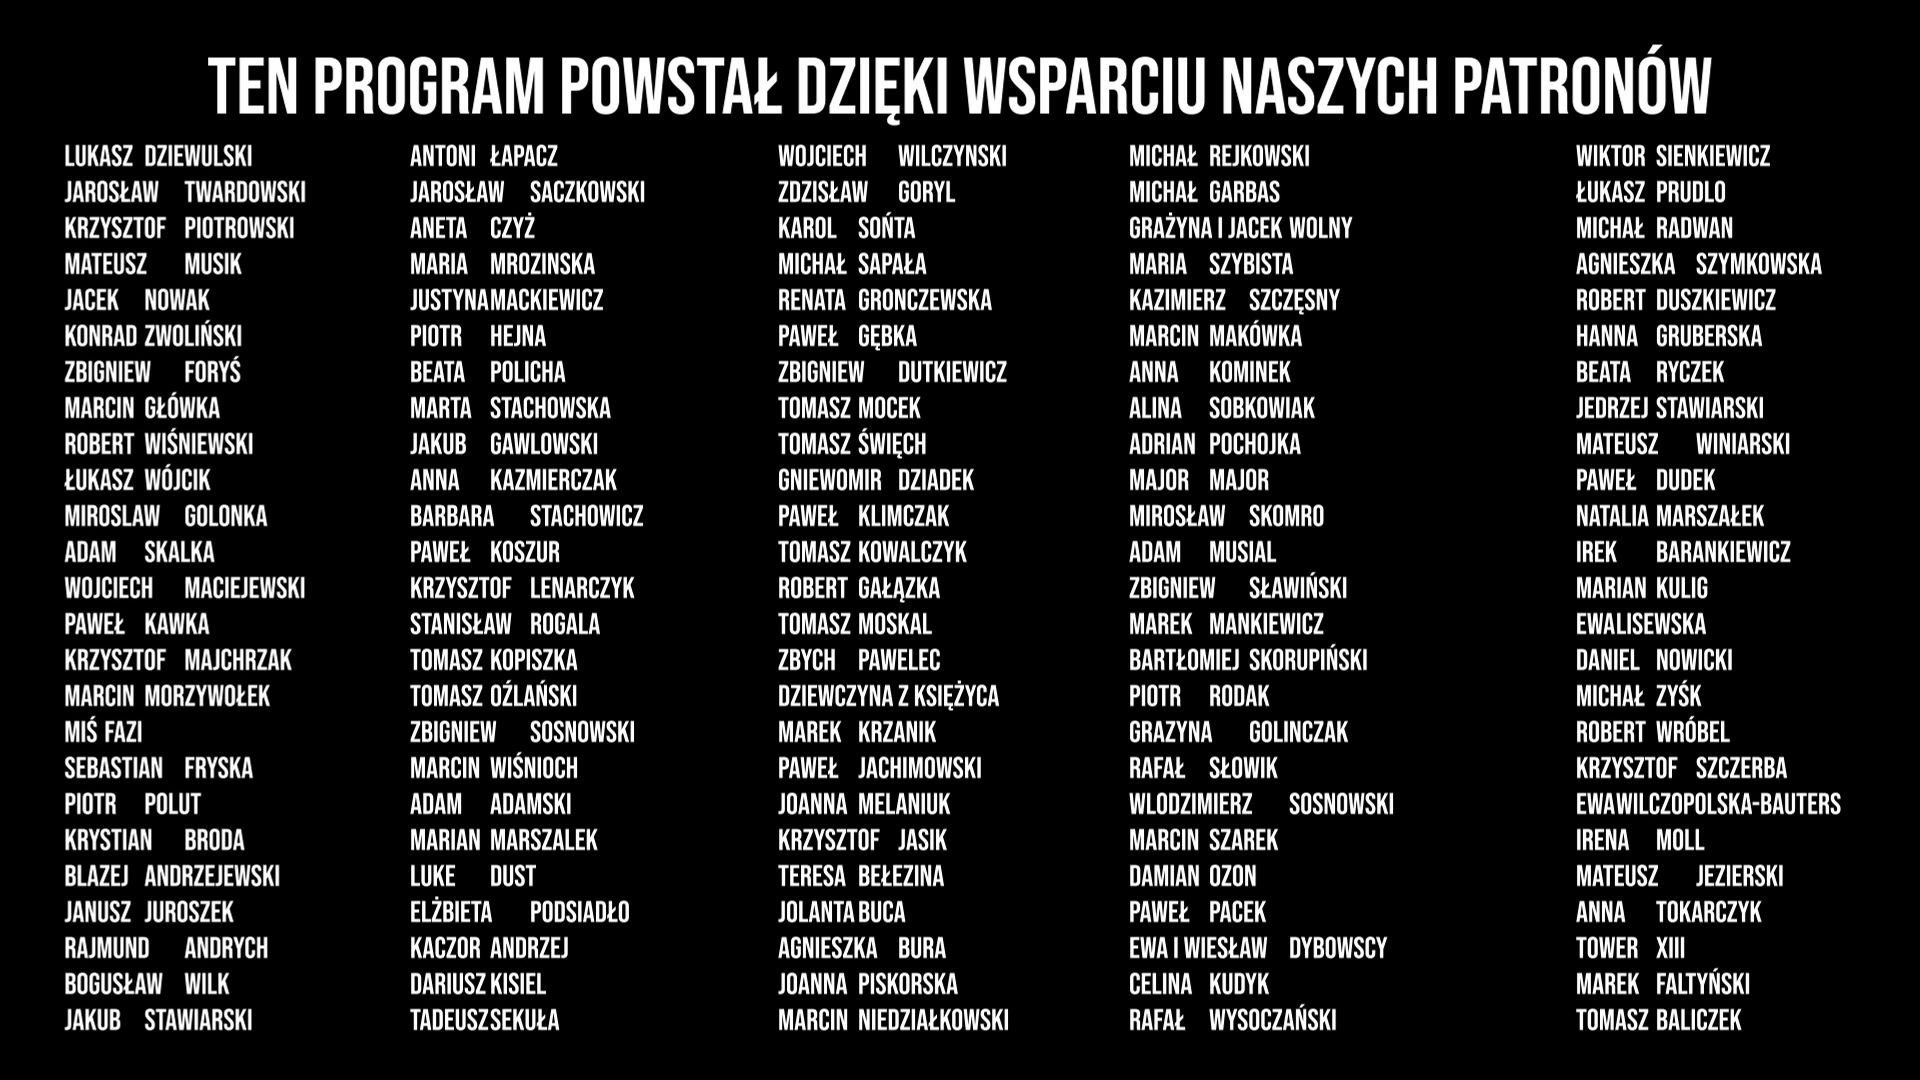 TEN PROGRAM POWSTAŁ DZIĘKI WSPARCIU NASZYCH PATRONÓW
LUKASZ DZIEWULSKI
JAROSŁAW TWARDOWSKI
KRZYSZTOF PIOTROWSKI
MATEUSZ MUSIK
JACEK NOWAK
KONRAD ZWOLIŃSKI
ZBIGNIEW FORYŚ
MARCIN GŁÓWKA
ROBERT WIŚNIEWSKI
ŁUKASZ WÓJCIK
MIROSLAW GOLONKA
ADAM SKALKA
WOJCIECH MACIEJEWSKI
PAWEŁ KAWKA
KRZYSZTOF MAJCHRZAK
MARCIN MORZYWOŁEK
MIŚ FAZI
SEBASTIAN FRYSKA
PIOTR POLUT
KRYSTIAN BRODA
BLAZEJ ANDRZEJEWSKI
JANUSZ JUROSZEK
RAJMUND ANDRYCH
BOGUSŁAW WILK
JAKUB STAWIARSKI
ANTONI ŁAPACZ
JAROSŁAW SACZKOWSKI
ANETA CZYŻ
MARIA MROZINSKA
JUSTYNAMACKIEWICZ
PIOTR HEJNA
BEATA POLICHA
MARTA STACHOWSKA
JAKUB GAWLOWSKI
ANNA KAZMIERCZAK
BARBARA STACHOWICZ
PAWEŁ KOSZUR
KRZYSZTOF LENARCZYK
STANISŁAW ROGALA
TOMASZ KOPISZKA
TOMASZ OŹLAŃSKI
ZBIGNIEW SOSNOWSKI
MARCIN WIŚNIOCH
ADAM ADAMSKI
MARIAN MARSZALEK
LUKE DUST
ELŻBIETA PODSIADŁO
KACZOR ANDRZEJ
DARIUSZ KISIEL
TADEUSZSEKUŁA
WOJCIECH WILCZYNSKI
ZDZISŁAW GORYL
KAROL SOŃTA
MICHAŁ SAPAŁA
RENATA GRONCZEWSKA
PAWEŁ GĘBKA
ZBIGNIEW DUTKIEWICZ
TOMASZ MOCEK
TOMASZ ŚWIĘCH
GNIEWOMIR DZIADEK
PAWEŁ KLIMCZAK
TOMASZ KOWALCZYK
ROBERT GAŁĄZKA
TOMASZ MOSKAL
ZBYCH PAWELEC
DZIEWCZYNA Z KSIĘŻYCA
MAREK KRZANIK
PAWEŁ JACHIMOWSKI
JOANNA MELANIUK
KRZYSZTOF JASIK
TERESA BEŁEZINA
JOLANTA BUCA
AGNIESZKA BURA
JOANNA PISKORSKA
MARCIN NIEDZIAŁKOWSKI
MICHAŁ REJKOWSKI
MICHAŁ GARBAS
GRAŻYNA I JACEK WOLNY
MARIA SZYBISTA
KAZIMIERZ SZCZĘSNY
MARCIN MAKÓWKA
ANNA KOMINEK
ALINA SOBKOWIAK
ADRIAN POCHOJKA
MAJOR MAJOR
MIROSŁAW SKOMRO
ADAM MUSIAL
ZBIGNIEW SŁAWIŃSKI
MAREK MANKIEWICZ
BARTŁOMIEJ SKORUPIŃSKI
PIOTR RODAK
GRAZYNA GOLINCZAK
RAFAŁ SŁOWIK
WLODZIMIERZ SOSNOWSKI
MARCIN SZAREK
DAMIAN OZON
PAWEŁ PACEK
EWA I WIESŁAW DYBOWSCY
CELINA KUDYK
RAFAŁ WYSOCZAŃSKI
WIKTOR SIENKIEWICZ
ŁUKASZ PRUDLO
MICHAŁ RADWAN
AGNIESZKA SZYMKOWSKA
ROBERT DUSZKIEWICZ
HANNA GRUBERSKA
BEATA RYCZEK
JEDRZEJ STAWIARSKI
MATEUSZ WINIARSKI
PAWEŁ DUDEK
NATALIA MARSZAŁEK
IREK BARANKIEWICZ
MARIAN KULIG
EWALISEWSKA
DANIEL NOWICKI
MICHAŁ ZYŚK
ROBERT WRÓBEL
KRZYSZTOF SZCZERBA
EWAWILCZOPOLSKA-BAUTERS
IRENA MOLL
MATEUSZ JEZIERSKI
ANNA TOKARCZYK
TOWER XIII
MAREK FALTYŃSKI
TOMASZ BALICZEK